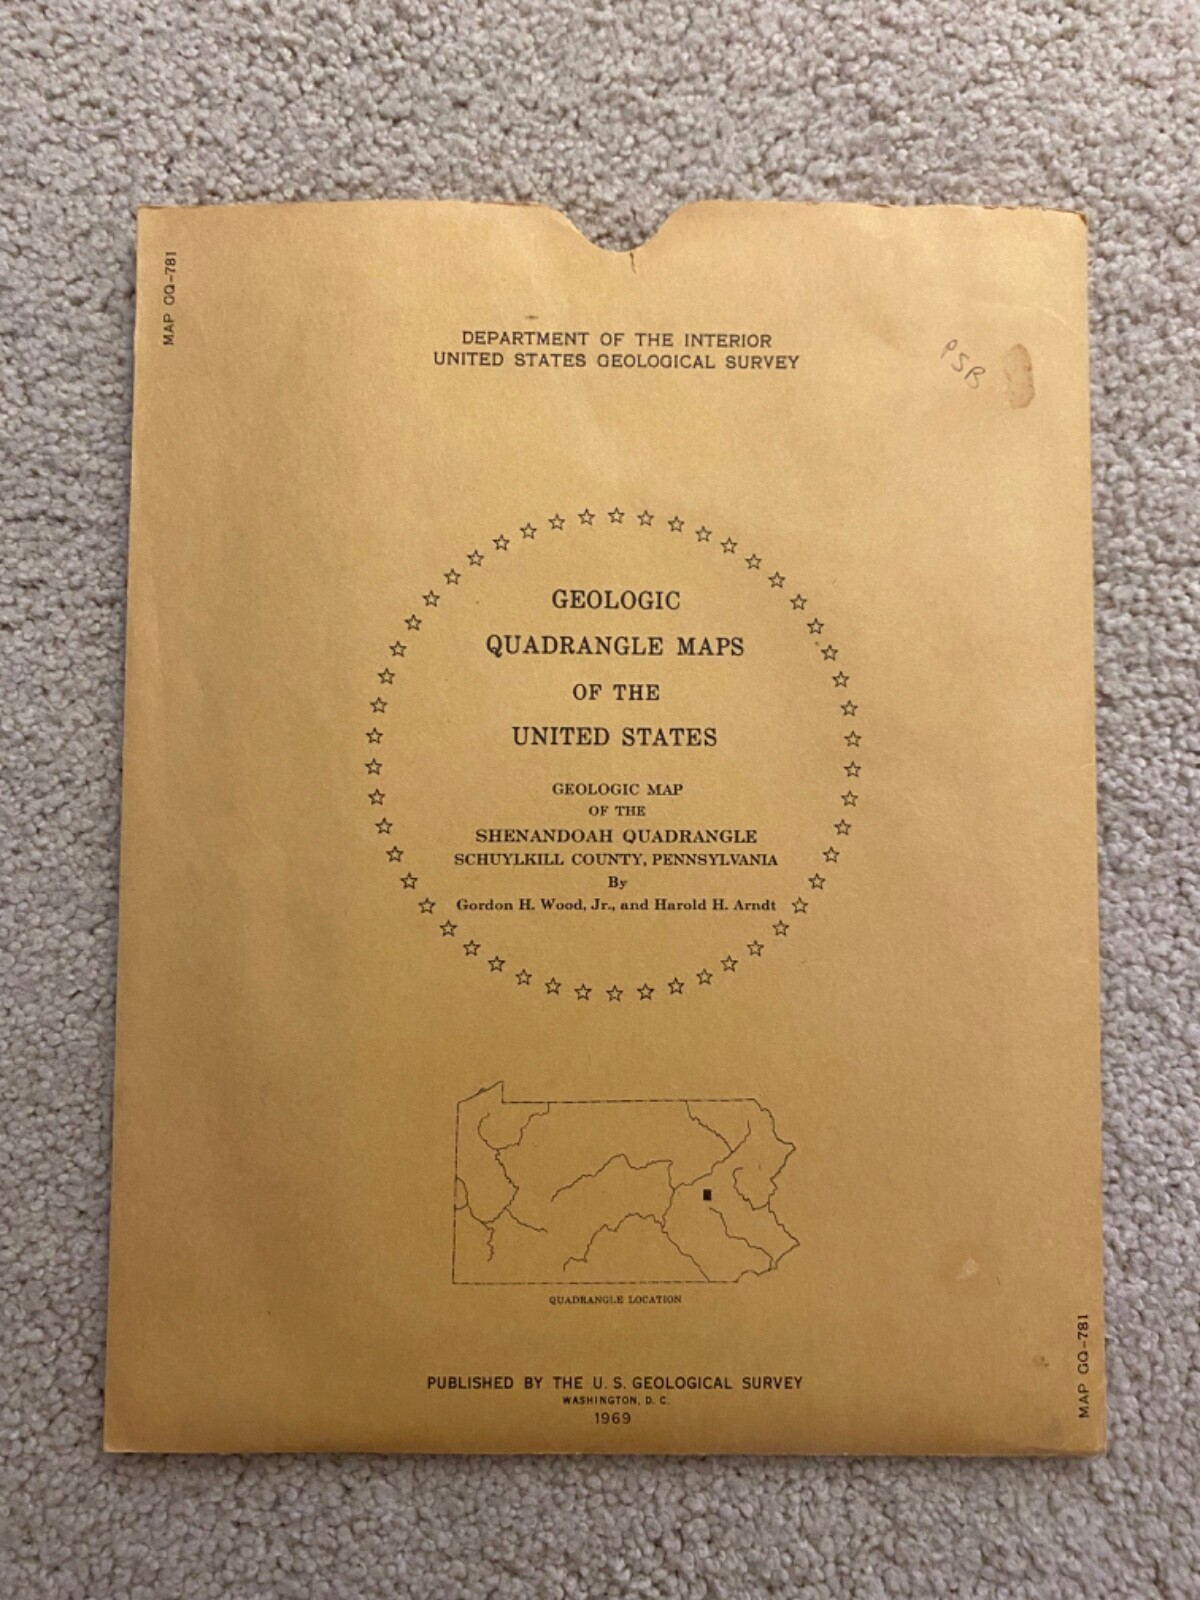 MAP GQ-781
DEPARTMENT OF THE INTERIOR
UNITED STATES GEOLOGICAL SURVEY
PSB
GEOLOGIC
QUADRANGLE MAPS
OF THE
UNITED STATES
GEOLOGIC MAP
OF THE
SHENANDOAH QUADRANGLE
SCHUYLKILL COUNTY, PENNSYLVANIA
By
Gordon H. Wood, Jr., and Harold H. Arndt
QUADRANGLE LOCATION
PUBLISHED BY THE U. S. GEOLOGICAL SURVEY
WASHINGTON, D. C.
1969
MAP GQ-781